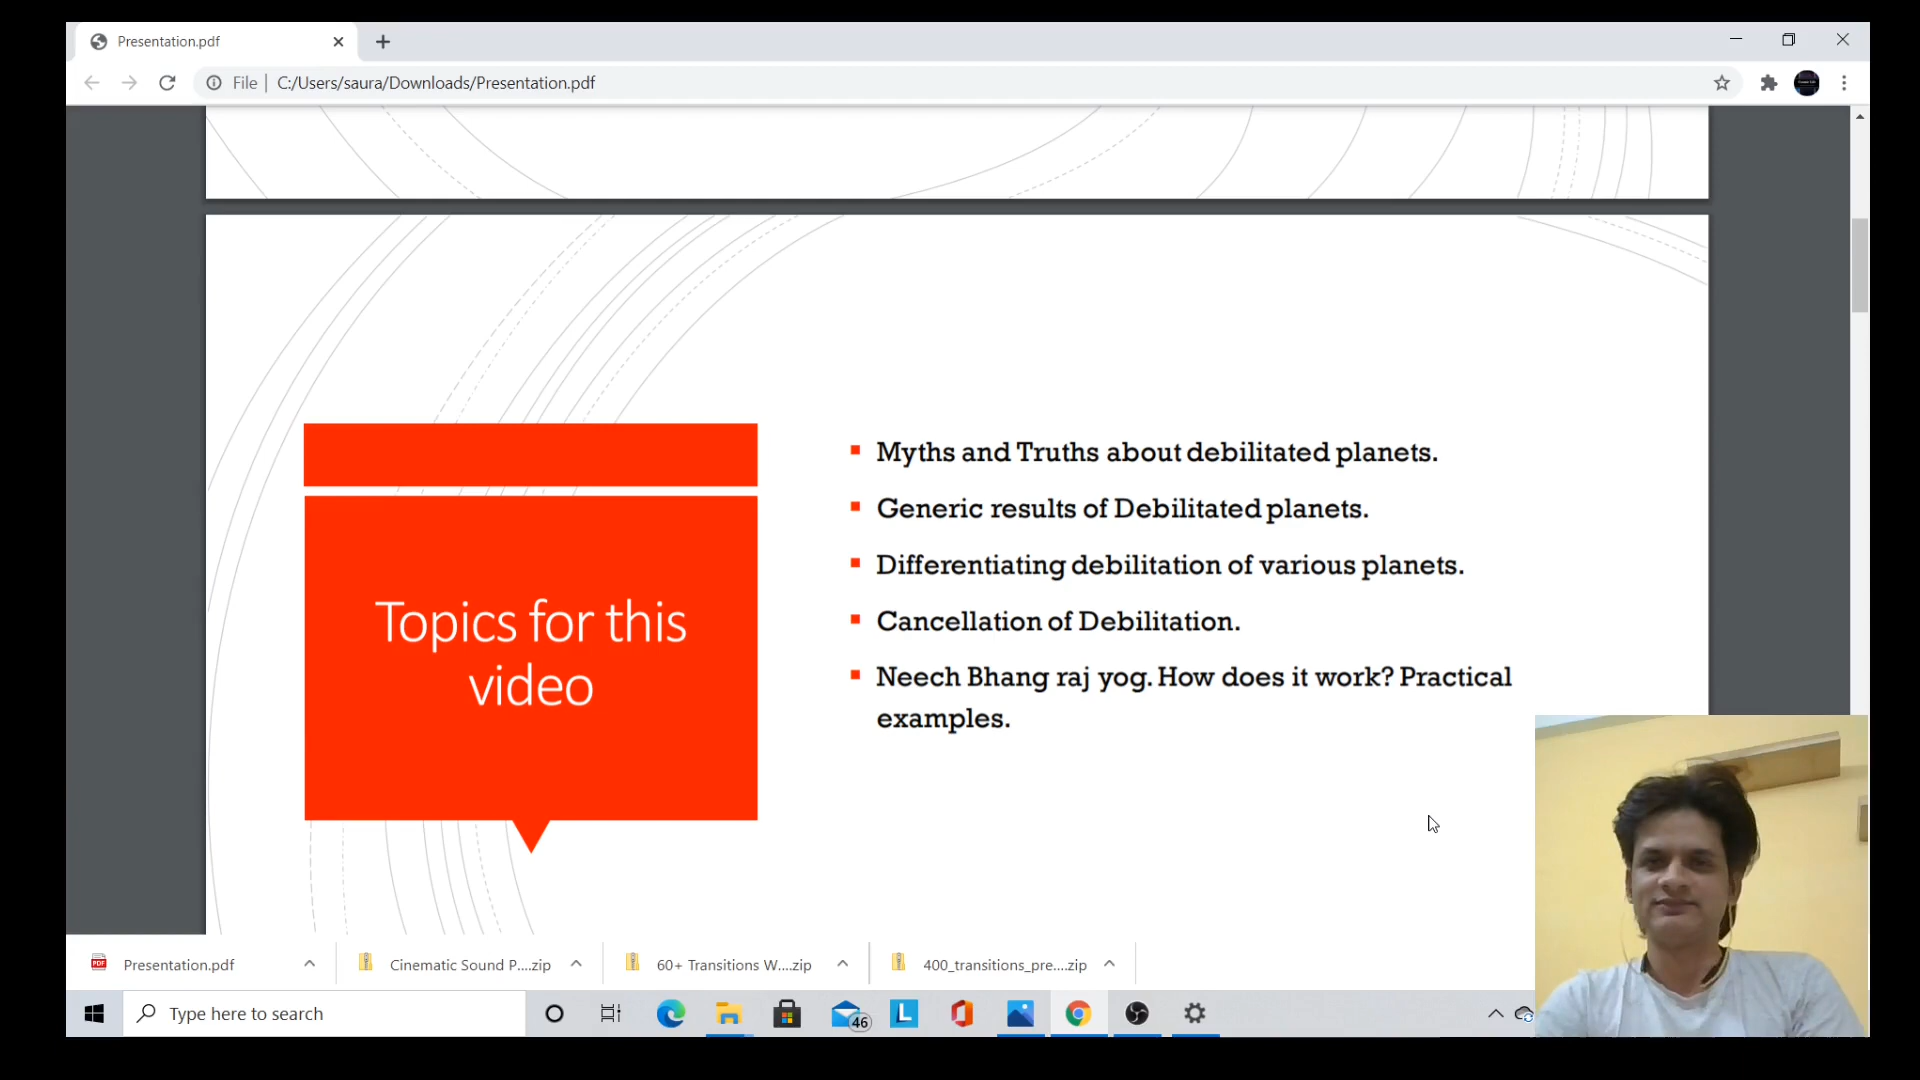 Presentation.pdf
File
C:/Users/saura/Downloads/Presentation.pdf
Topics for this
video
Myths and Truths about debilitated planets.
Generic results of Debilitated planets.
Differentiating debilitation of various planets.
Cancellation of Debilitation.
Neech Bhang raj yog. How does it work? Practical
examples.
Presentation.pdf
Cinematic Sound P....zip
60+ Transitions W....zip
400_transitions_pre....zip
Type here to search
46